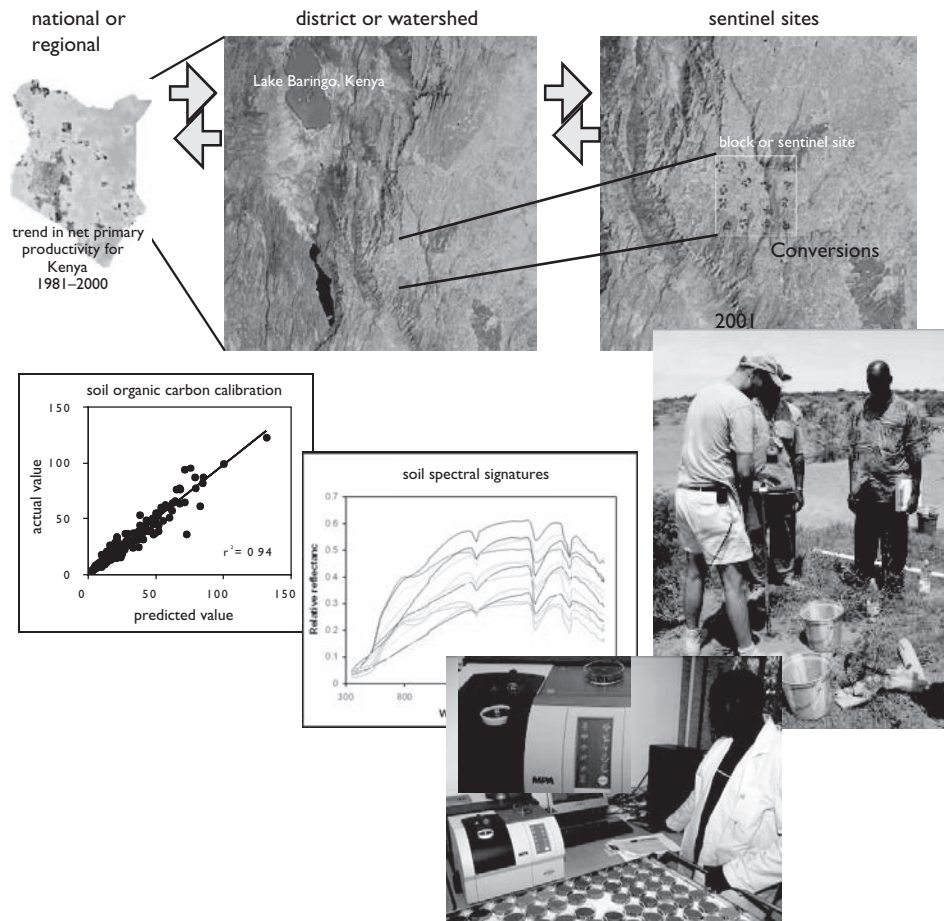 national or
regional
district or watershed
sentinel sites
Lake Baringo, Kenya
block or sentinel site
trend in net primary
productivity for
Kenya
1981–2000
Conversions
2001
soil organic carbon calibration
150
100
50
0
actual value
r² = 0 94
0 50 100 150
predicted value
soil spectral signatures
0.7
0.6
0.5
0.4
0.3
0.2
0.1
0
Relative reflectanc
300 800
W
MPA
MPA